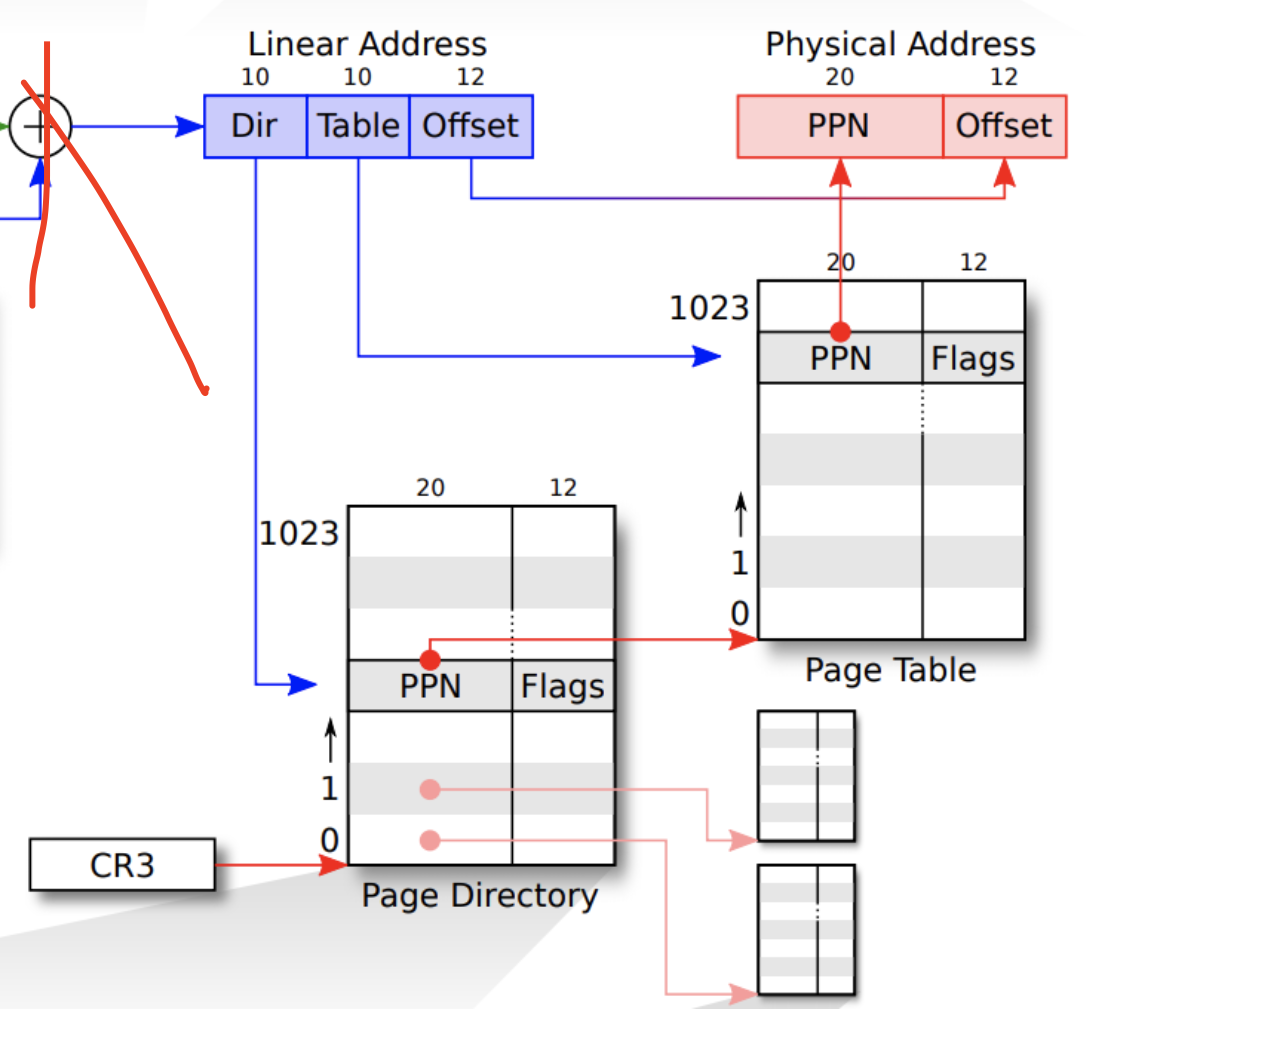 Linear Address
Physical Address
10 10 12
20 12
Dir Table Offset
PPN Offset
+
20 12
1023
PPN Flags
1
0
Page Table
20 12
1023
PPN Flags
1
0
CR3
Page Directory